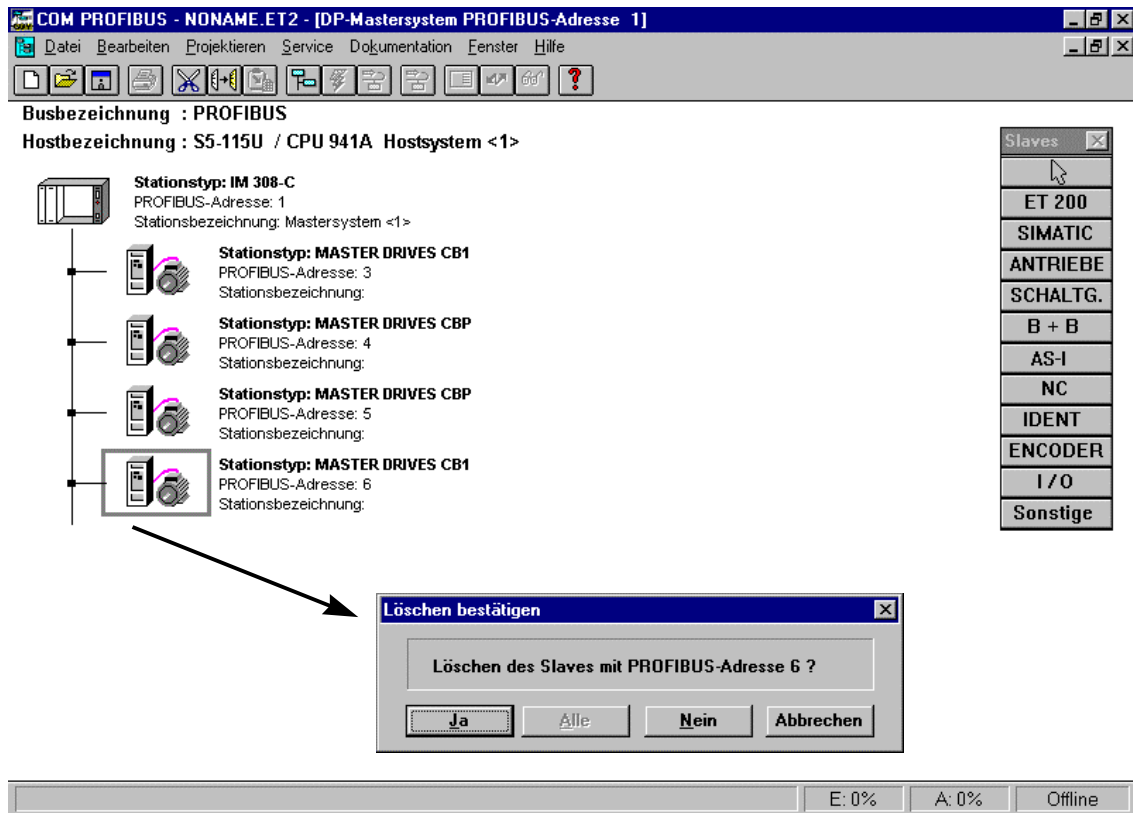 COM PROFIBUS - NONAME.ET2 - [DP-Mastersystem PROFIBUS-Adresse 1]
Datei Bearbeiten Projektieren Service Dokumentation Fenster Hilfe
Busbezeichnung : PROFIBUS
Hostbezeichnung : S5-115U / CPU 941A Hostsystem <1>
Stationstyp: IM 308-C
PROFIBUS-Adresse: 1
Stationsbezeichnung: Mastersystem <1>
Stationstyp: MASTER DRIVES CB1
PROFIBUS-Adresse: 3
Stationsbezeichnung:
Stationstyp: MASTER DRIVES CBP
PROFIBUS-Adresse: 4
Stationsbezeichnung:
Stationstyp: MASTER DRIVES CBP
PROFIBUS-Adresse: 5
Stationsbezeichnung:
Stationstyp: MASTER DRIVES CB1
PROFIBUS-Adresse: 6
Stationsbezeichnung:
Slaves
ET 200
SIMATIC
ANTRIEBE
SCHALTG.
B + B
AS-I
NC
IDENT
ENCODER
I / O
Sonstige
Löschen bestätigen
Löschen des Slaves mit PROFIBUS-Adresse 6 ?
Ja Alle Nein Abbrechen
E: 0% A: 0% Offline